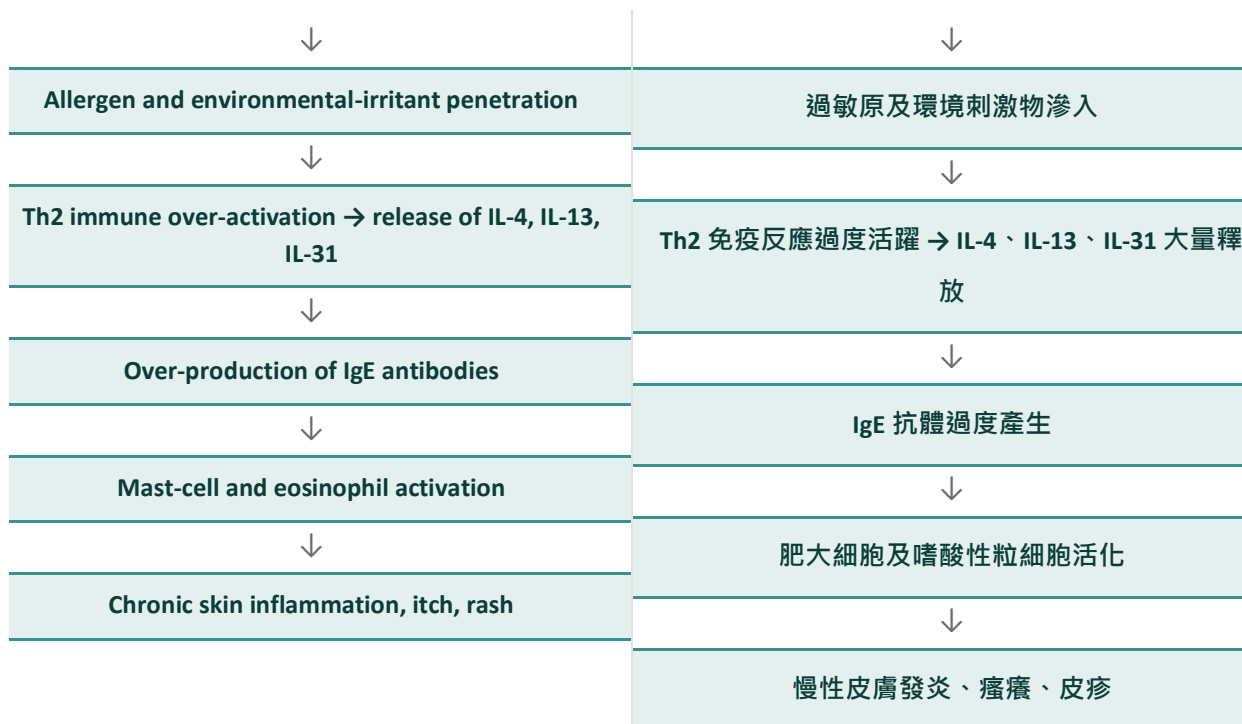 ↓
Allergen and environmental-irritant penetration
↓
Th2 immune over-activation → release of IL-4, IL-13,
IL-31
↓
Over-production of IgE antibodies
↓
Mast-cell and eosinophil activation
↓
Chronic skin inflammation, itch, rash
↓
過敏原及環境刺激物滲入
↓
Th2 免疫反應過度活躍 → IL-4、IL-13、IL-31 大量釋
放
↓
IgE 抗體過度產生
↓
肥大細胞及嗜酸性粒細胞活化
↓
慢性皮膚發炎、瘙癢、皮疹